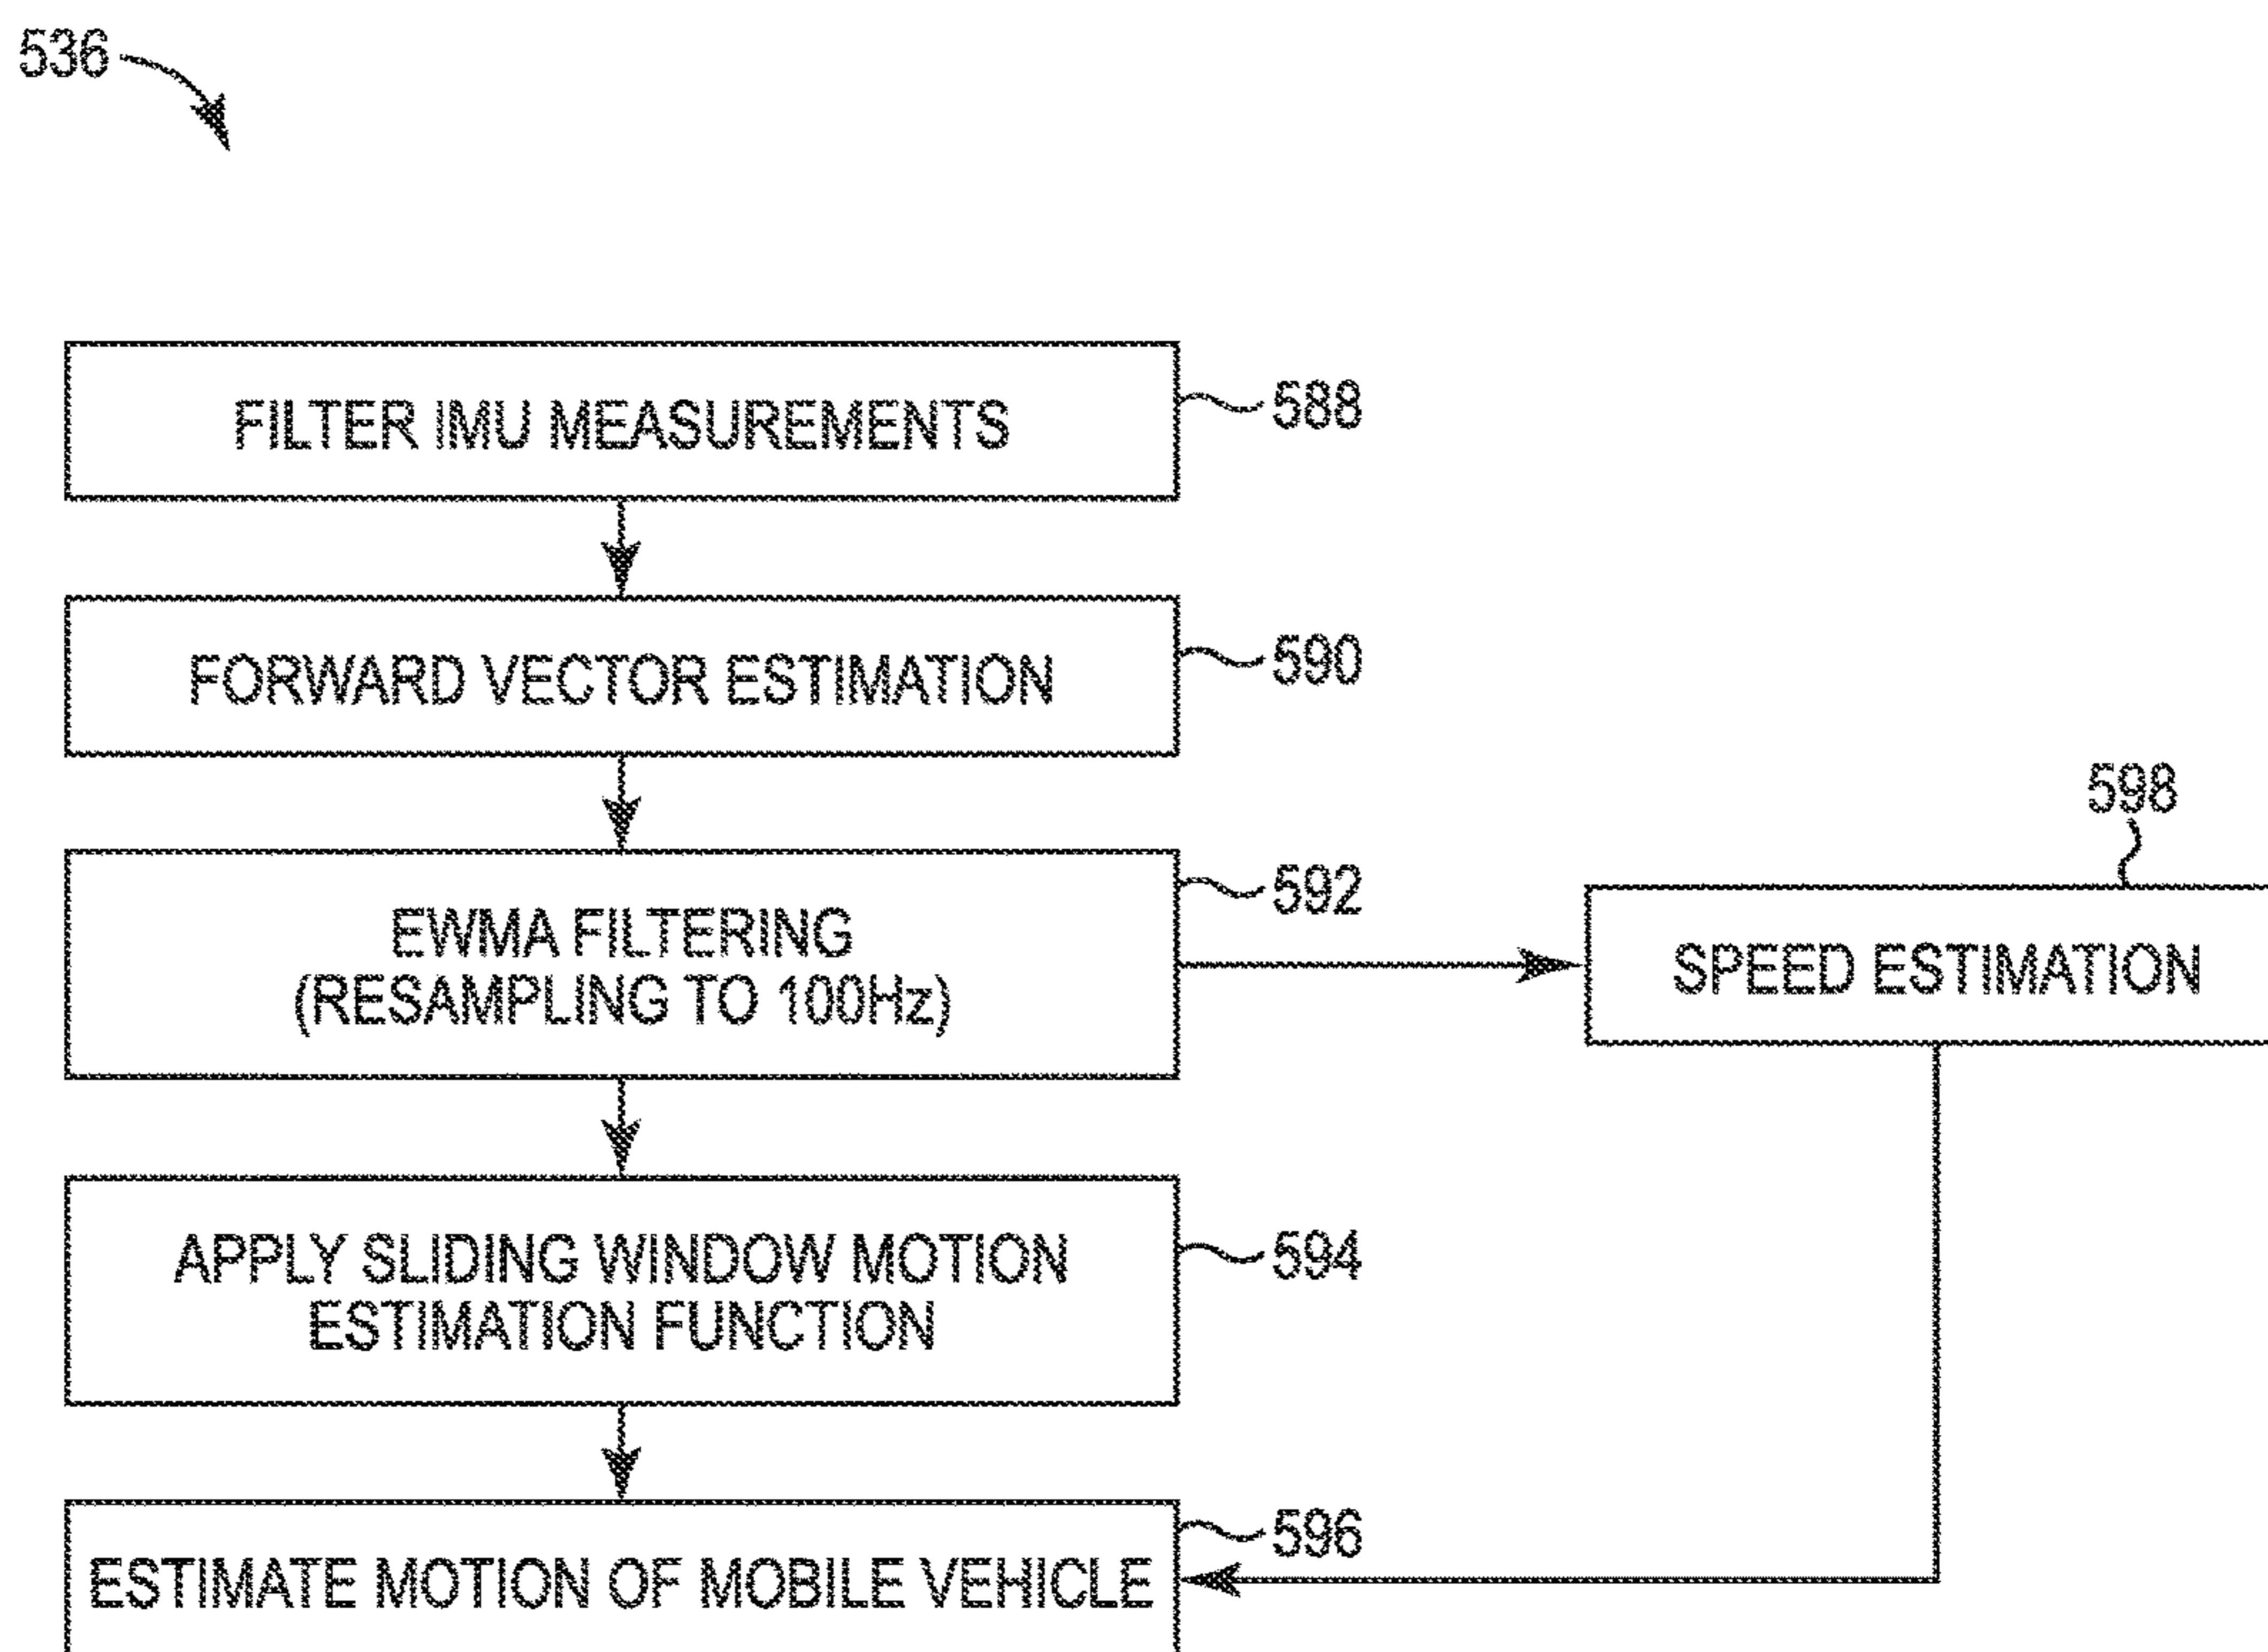 536
FILTER IMU MEASUREMENTS
588
FORWARD VECTOR ESTIMATION
590
EWMA FILTERING
(RESAMPLING TO 100Hz)
592
598
SPEED ESTIMATION
APPLY SLIDING WINDOW MOTION
ESTIMATION FUNCTION
594
ESTIMATE MOTION OF MOBILE VEHICLE
596